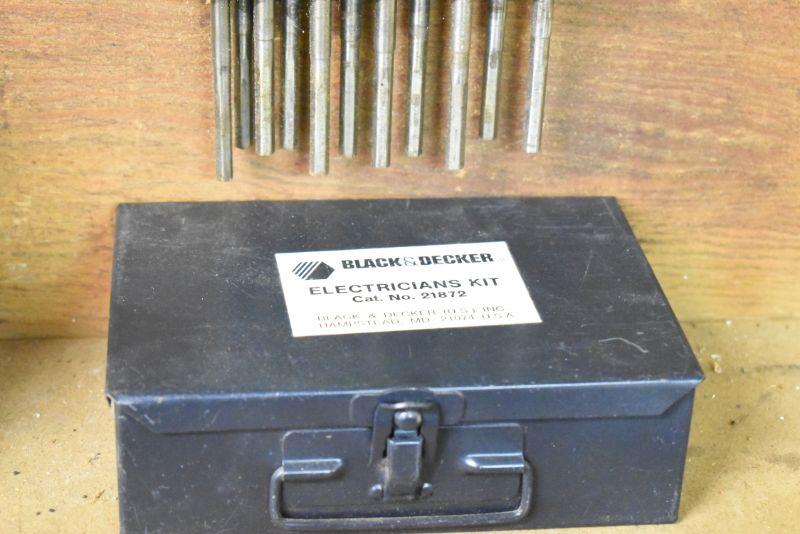 BLACK&DECKER
ELECTRICIANS KIT
Cat. No. 21872
BLACK & DECKER (U.S.) INC.
HAMPSTEAD, MD. 21074 U.S.A.